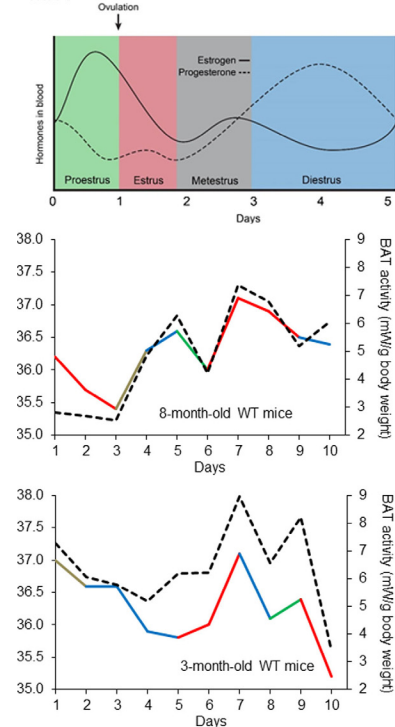 Ovulation
Estrogen
Progesterone
Hormones in blood
Proestrus Estrus Metestrus Diestrus
0 1 2 3 4 5
Days
38.0 9
37.5 8
37.0 7
36.5 6
36.0 5
35.5 4
35.0 3
2
BAT activity (mW/g body weight)
8-month-old WT mice
1 2 3 4 5 6 7 8 9 10
Days
38.0 9
37.5 8
37.0 7
36.5 6
36.0 5
35.5 4
35.0 3
2
BAT activity (mW/g body weight)
3-month-old WT mice
1 2 3 4 5 6 7 8 9 10
Days